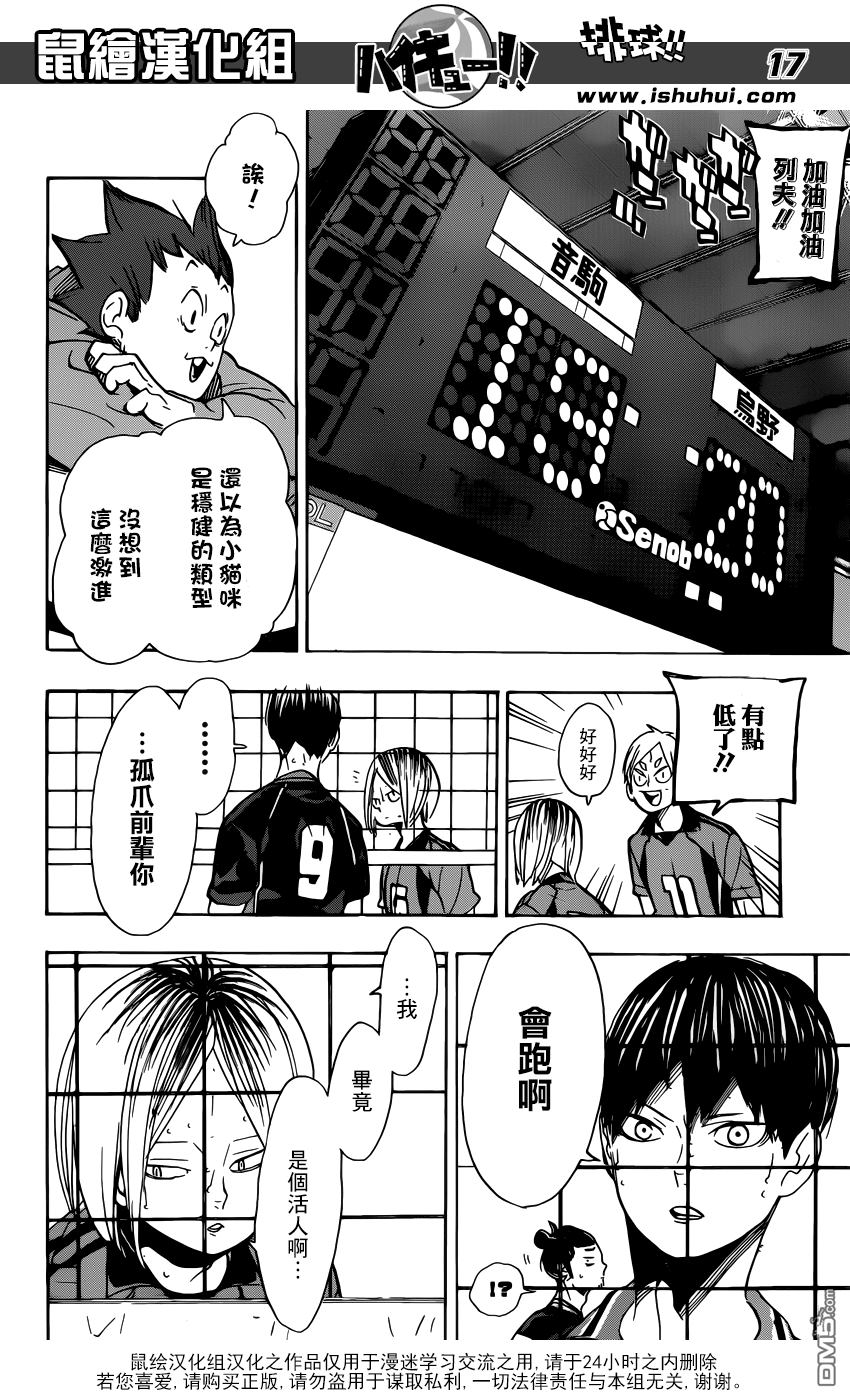 鼠繪漢化組
ハイキュー!!
排球!!
17
www.ishuhui.com
加油加油
列夫!!
音駒
烏野
19
20
Senoh
誒！
還以為小貓咪
是穩健的類型
沒想到
這麼激進
有點
低了!!
好好好
11
……
…孤爪前輩你
9
會跑啊
!?
…我
畢竟
是個活人啊…
DM5.com
鼠绘汉化组汉化之作品仅用于漫迷学习交流之用, 请于24小时之内删除
若您喜爱, 请购买正版, 请勿用于谋取私利, 一切法律责任与本组无关, 谢谢.